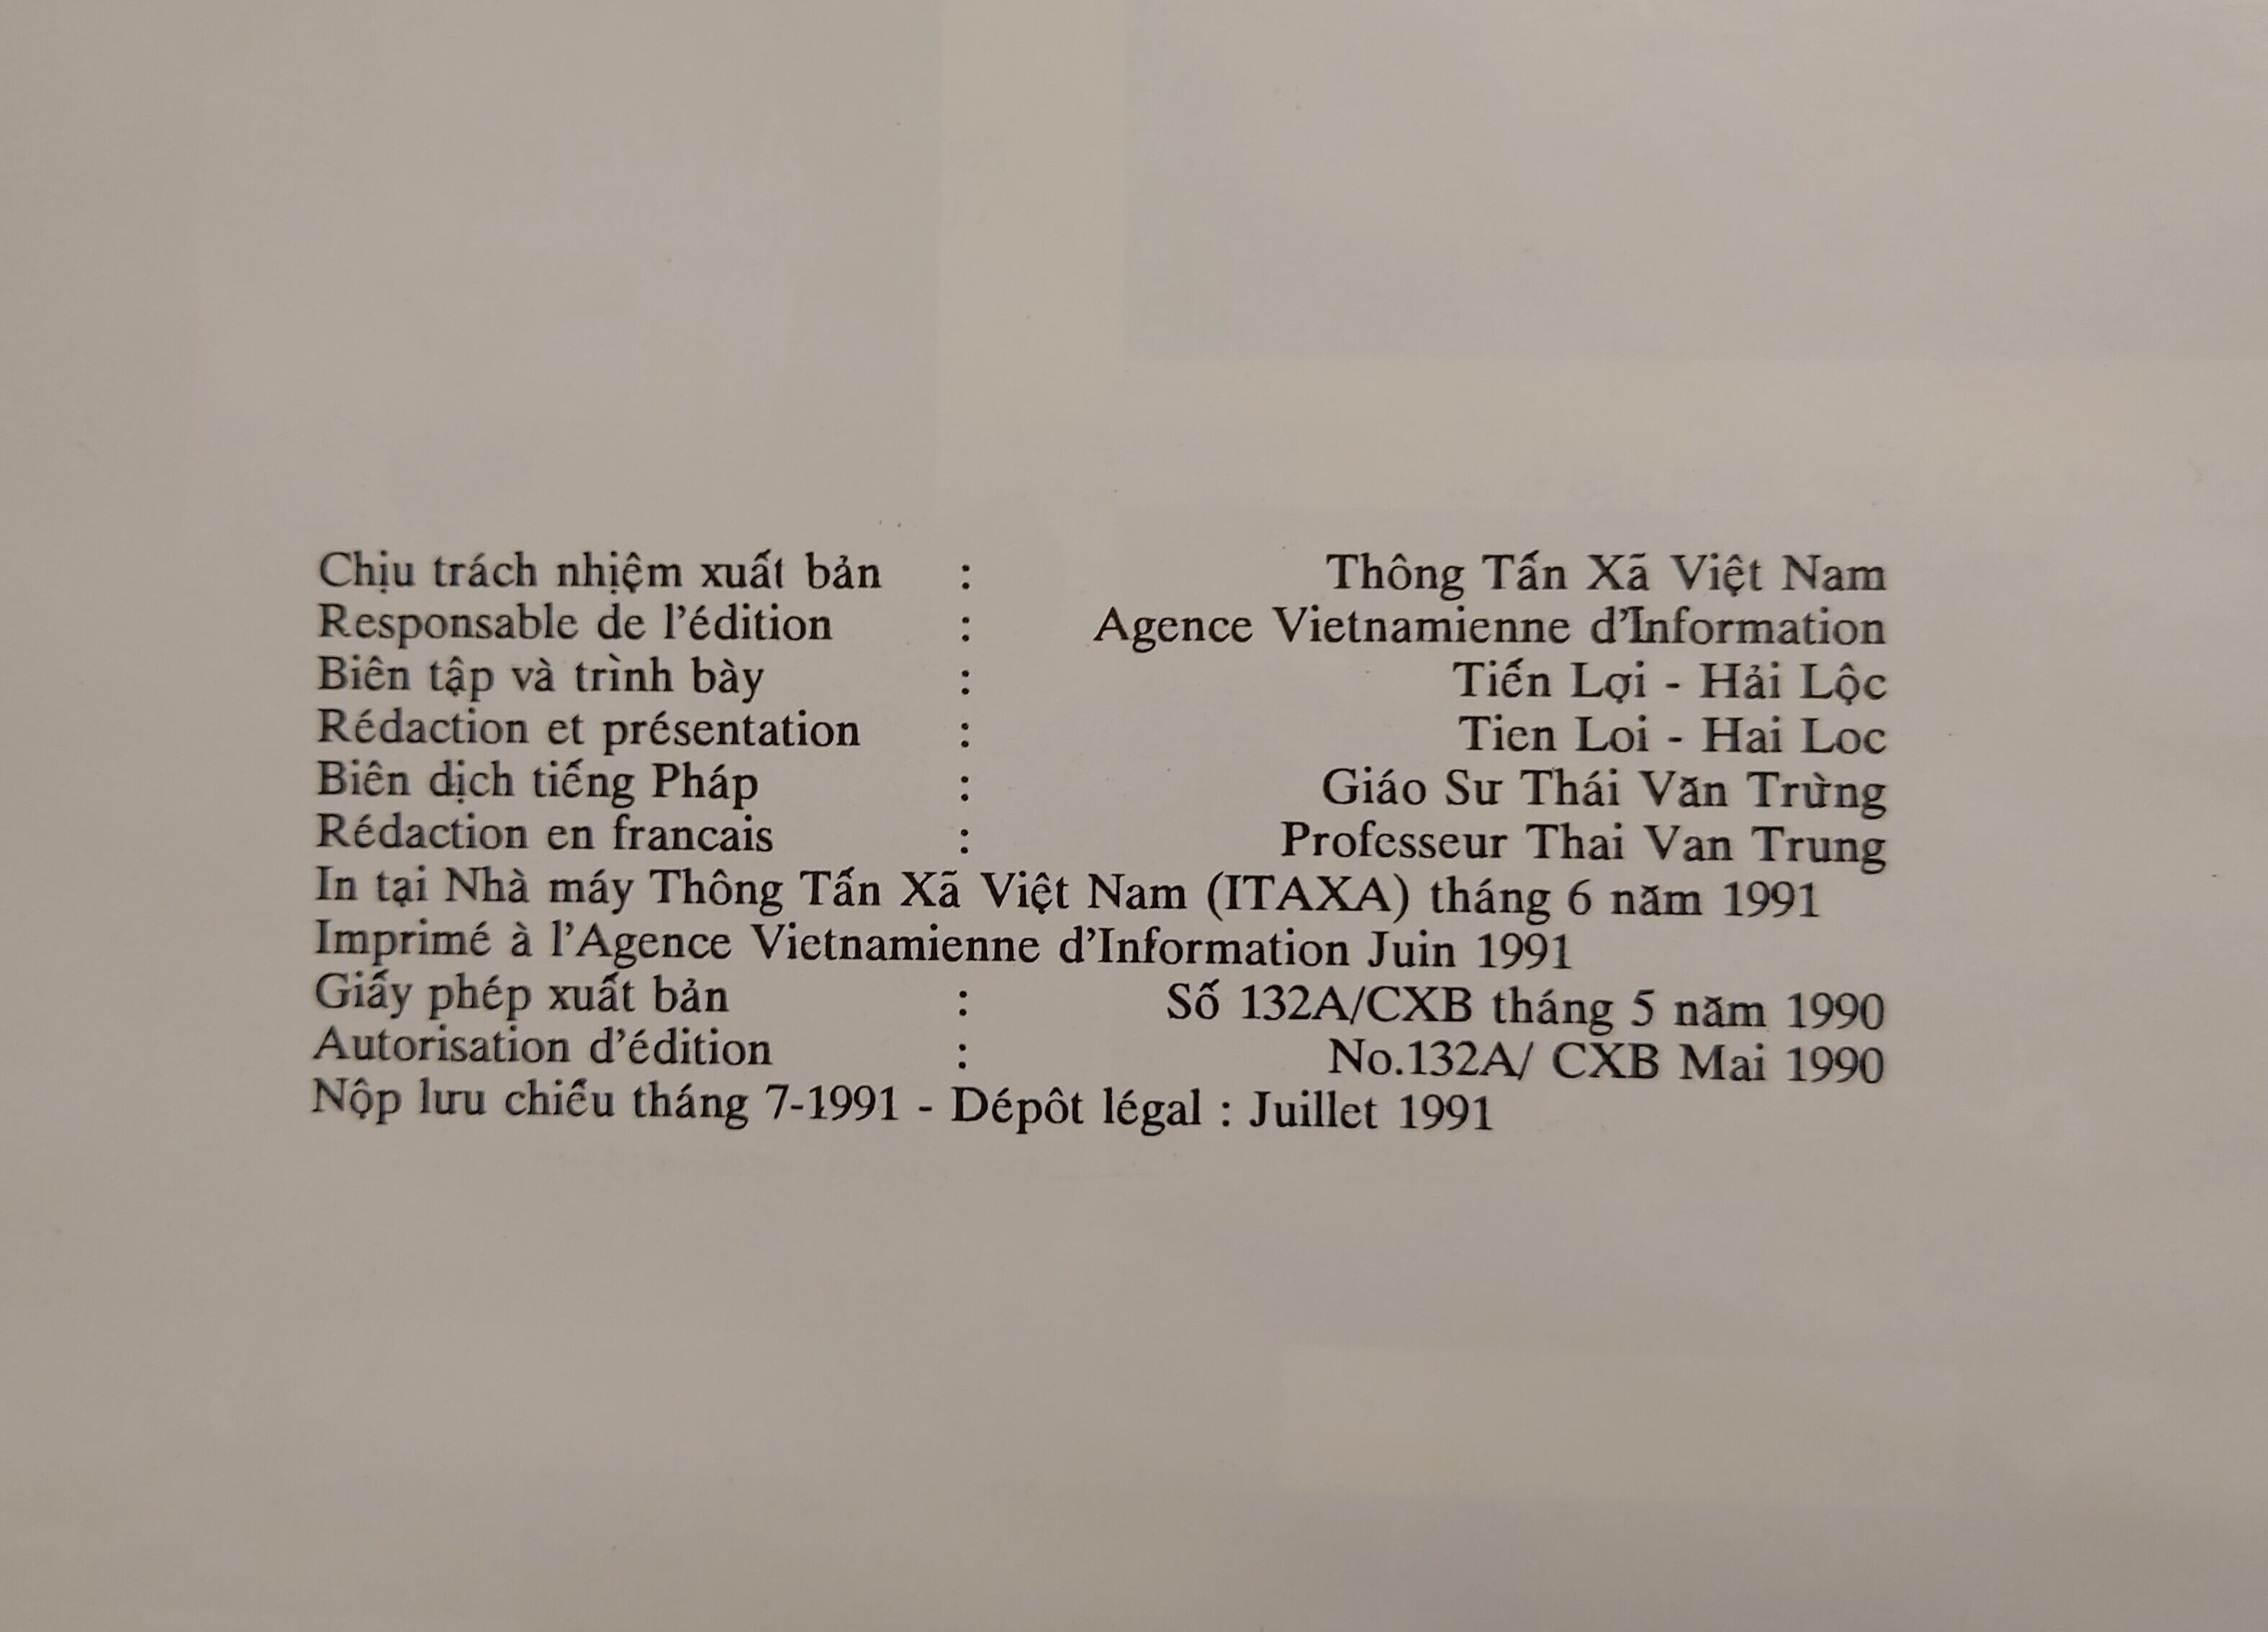 Chịu trách nhiệm xuất bản : Thông Tấn Xã Việt Nam
Responsable de l'édition : Agence Vietnamienne d'Information
Biên tập và trình bày : Tiến Lợi - Hải Lộc
Rédaction et présentation : Tien Loi - Hai Loc
Biên dịch tiếng Pháp : Giáo Sư Thái Văn Trừng
Rédaction en francais : Professeur Thai Van Trung
In tại Nhà máy Thông Tấn Xã Việt Nam (ITAXA) tháng 6 năm 1991
Imprimé à l'Agence Vietnamienne d'Information Juin 1991
Giấy phép xuất bản : Số 132A/CXB tháng 5 năm 1990
Autorisation d'édition : No.132A/ CXB Mai 1990
Nộp lưu chiểu tháng 7-1991 - Dépôt légal : Juillet 1991